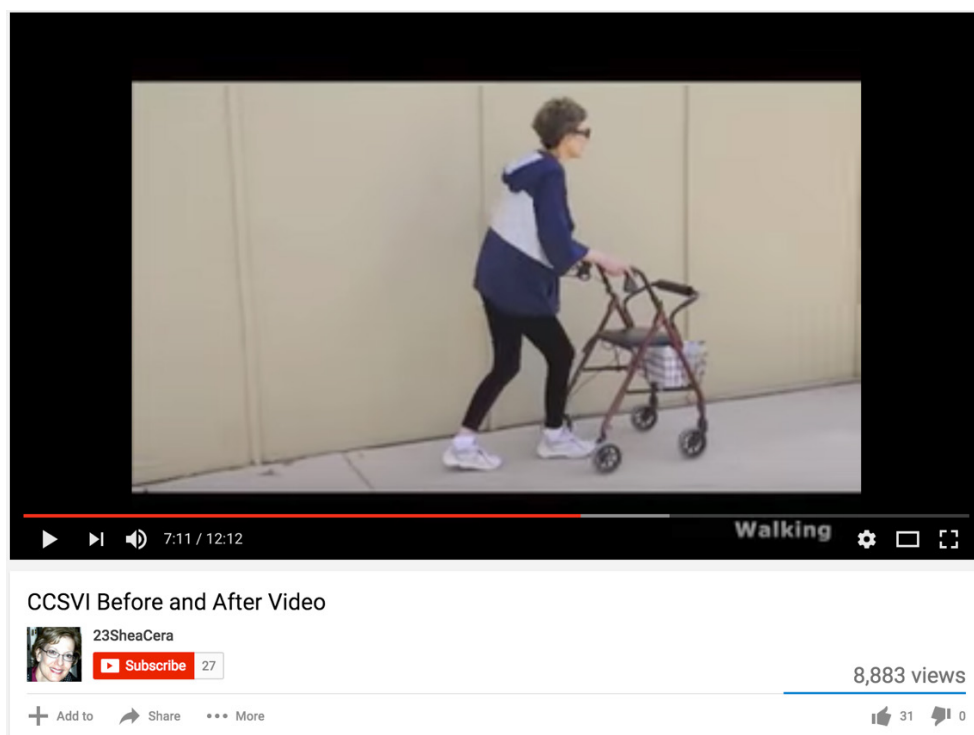 7:11 / 12:12
Walking
CCSVI Before and After Video
23SheaCera
Subscribe 27
8,883 views
Add to Share More
31 0